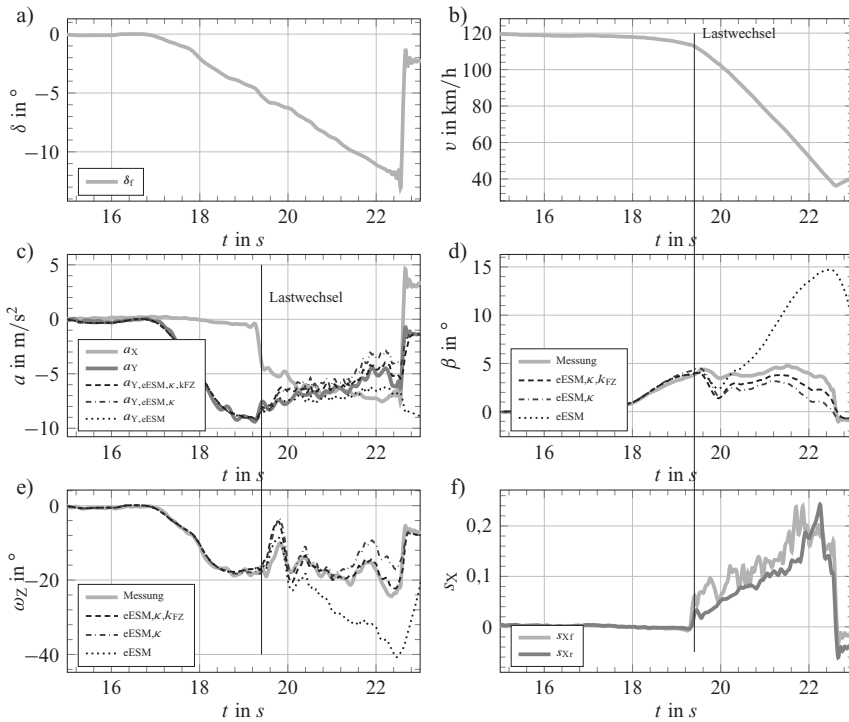 a)
0
−5
−10
δ in °
δf
16 18 20 22
t in s
b)
120
100
80
60
40
v in km/h
Lastwechsel
16 18 20 22
t in s
c)
5
0
−5
−10
a in m/s²
Lastwechsel
aX
aY
aY,eESM,κ,kFZ
aY,eESM,κ
aY,eESM
16 18 20 22
t in s
d)
15
10
5
0
β in °
Messung
eESM,κ,kFZ
eESM,κ
eESM
16 18 20 22
t in s
e)
0
−20
−40
ωZ in °
Messung
eESM,κ,kFZ
eESM,κ
eESM
16 18 20 22
t in s
f)
0,2
0,1
0
sX
sXf
sXr
16 18 20 22
t in s